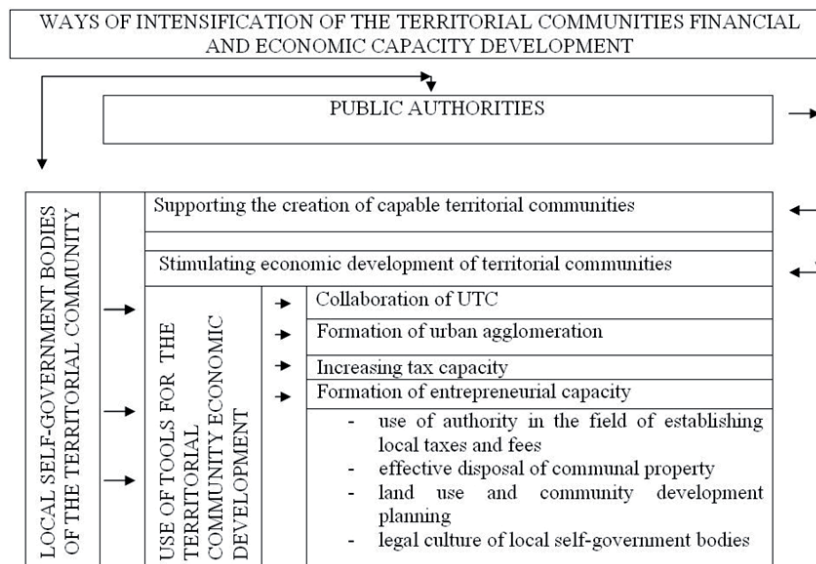 WAYS OF INTENSIFICATION OF THE TERRITORIAL COMMUNITIES FINANCIAL
AND ECONOMIC CAPACITY DEVELOPMENT
PUBLIC AUTHORITIES
LOCAL SELF-GOVERNMENT BODIES
OF THE TERRITORIAL COMMUNITY
Supporting the creation of capable territorial communities
Stimulating economic development of territorial communities
USE OF TOOLS FOR THE
TERRITORIAL
COMMUNITY ECONOMIC
DEVELOPMENT
Collaboration of UTC
Formation of urban agglomeration
Increasing tax capacity
Formation of entrepreneurial capacity
- use of authority in the field of establishing
local taxes and fees
- effective disposal of communal property
- land use and community development
planning
- legal culture of local self-government bodies